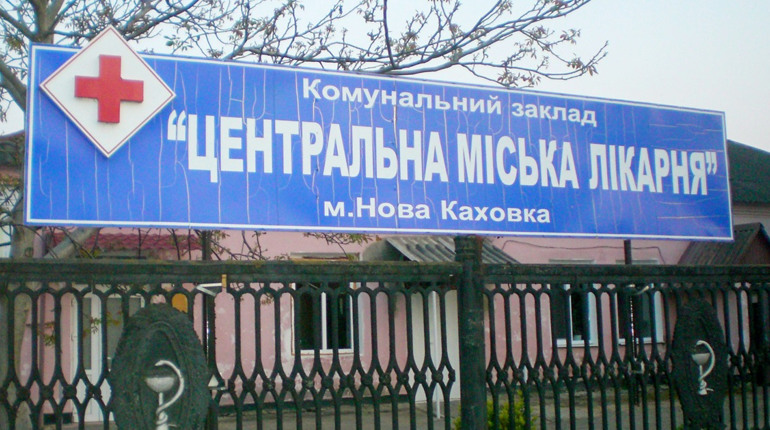 Комунальний заклад
“ЦЕНТРАЛЬНА МІСЬКА ЛІКАРНЯ”
м.Нова Каховка